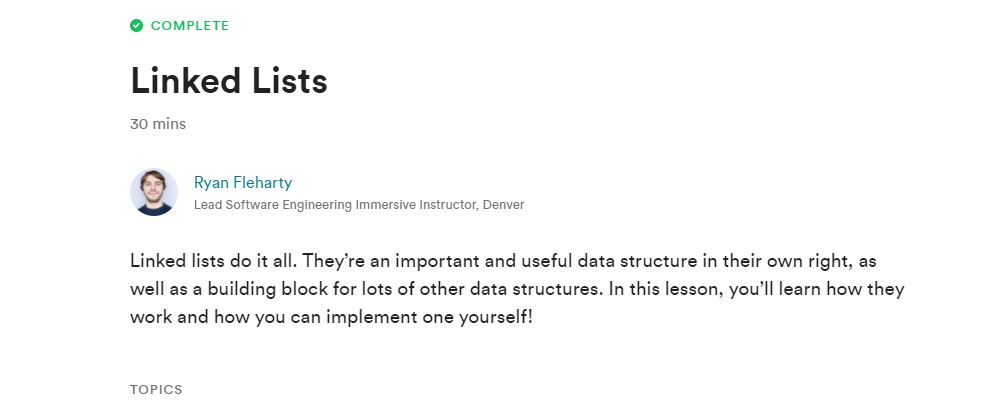 COMPLETE
Linked Lists
30 mins
Ryan Fleharty
Lead Software Engineering Immersive Instructor, Denver
Linked lists do it all. They’re an important and useful data structure in their own right, as
well as a building block for lots of other data structures. In this lesson, you’ll learn how they
work and how you can implement one yourself!
TOPICS